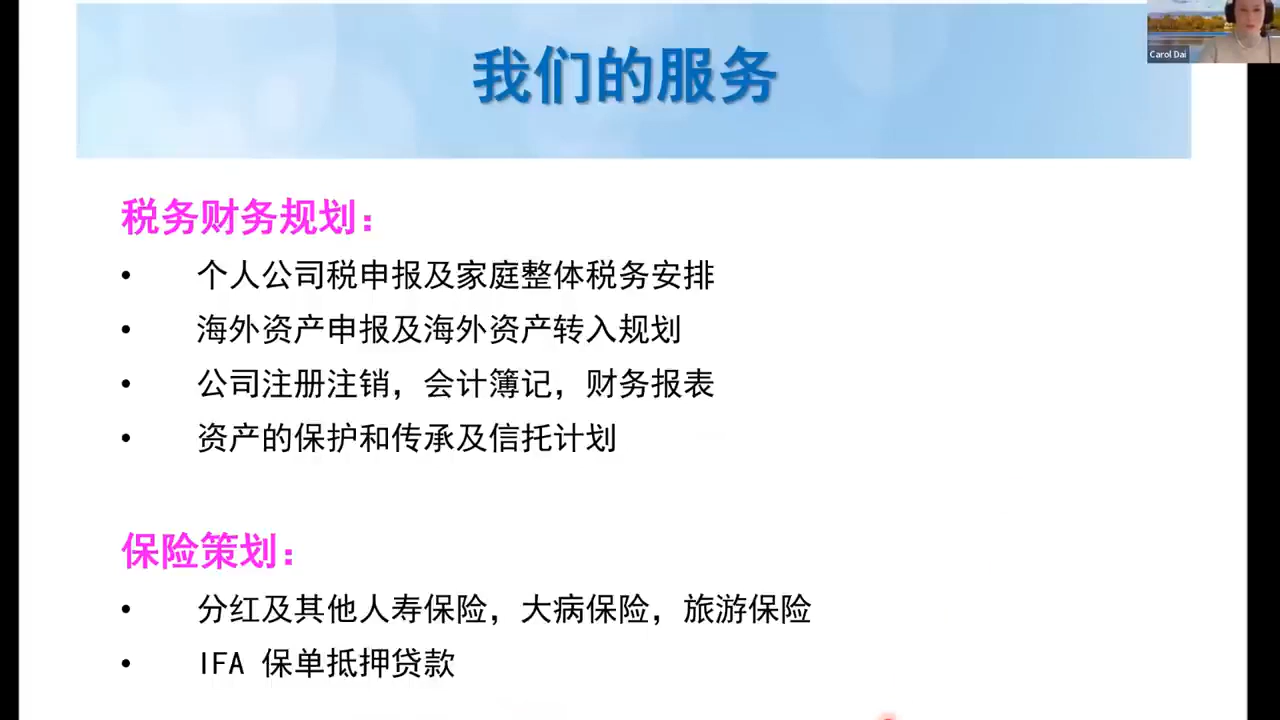 我们的服务
Carol Dai
税务财务规划：
• 个人公司税申报及家庭整体税务安排
• 海外资产申报及海外资产转入规划
• 公司注册注销，会计簿记，财务报表
• 资产的保护和传承及信托计划
保险策划：
• 分红及其他人寿保险，大病保险，旅游保险
• IFA 保单抵押贷款